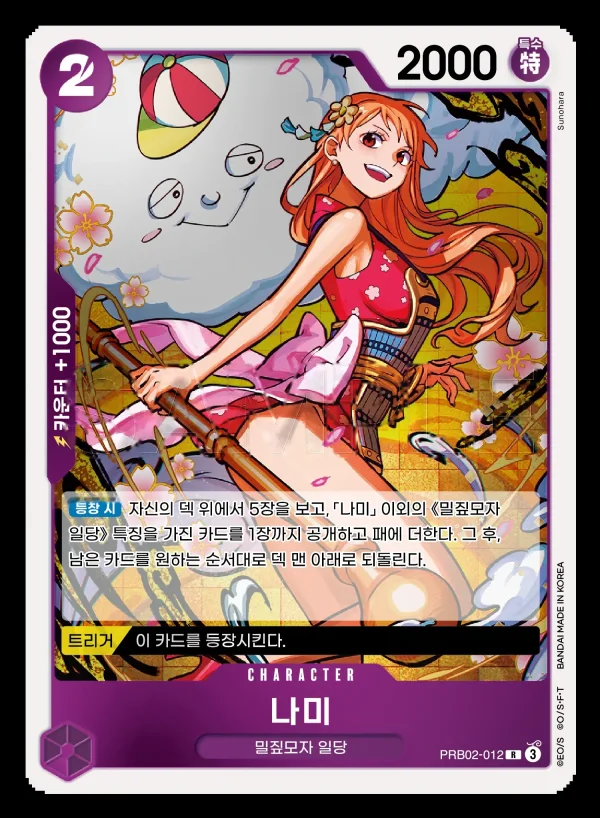 2
2000
특수
特
Sunohara
카운터 +1000
SAMPLE
등장 시 자신의 덱 위에서 5장을 보고, 「나미」 이외의 《밀짚모자
일당》 특징을 가진 카드를 1장까지 공개하고 패에 더한다. 그 후,
남은 카드를 원하는 순서대로 덱 맨 아래로 되돌린다.
트리거 이 카드를 등장시킨다.
CHARACTER
나미
밀짚모자 일당
PRB02-012 R 3
©EO/S ©O/S·F·T BANDAI MADE IN KOREA